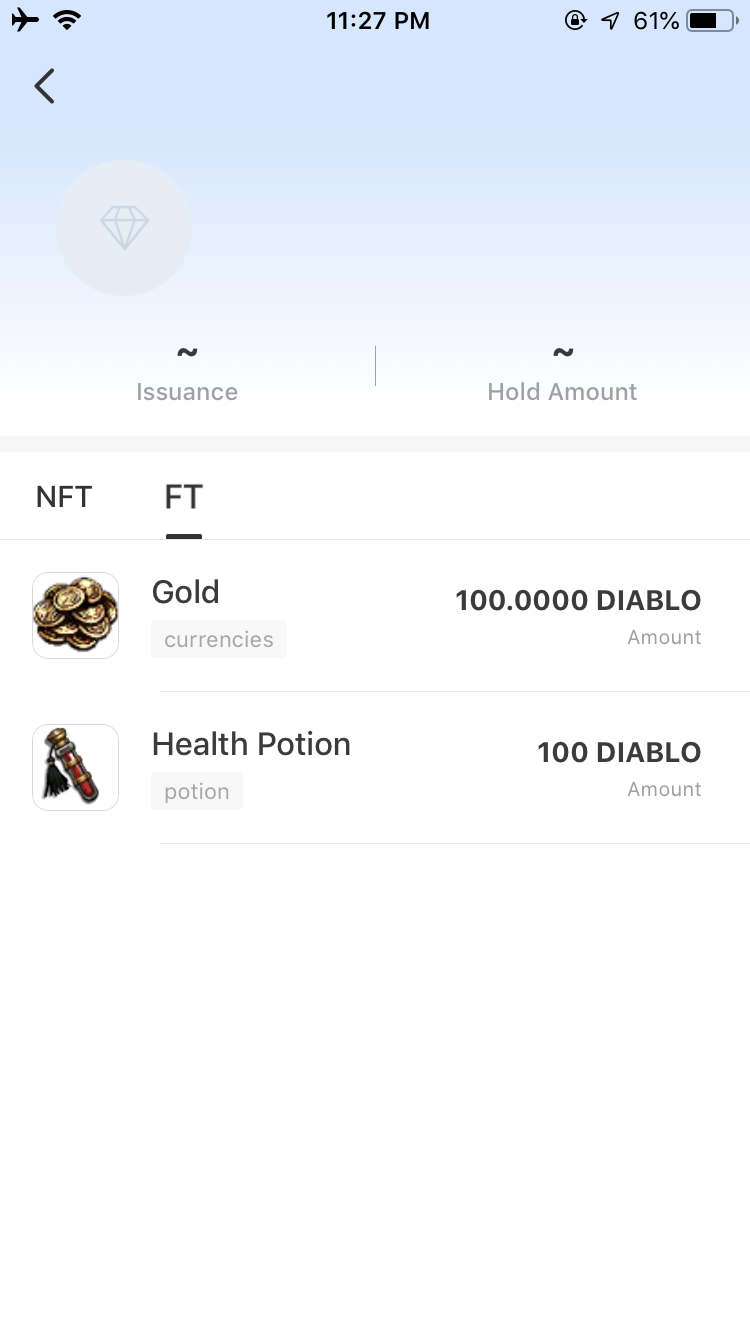 11:27 PM 61%
~ ~
Issuance Hold Amount
NFT FT
Gold 100.0000 DIABLO
currencies Amount
Health Potion 100 DIABLO
potion Amount